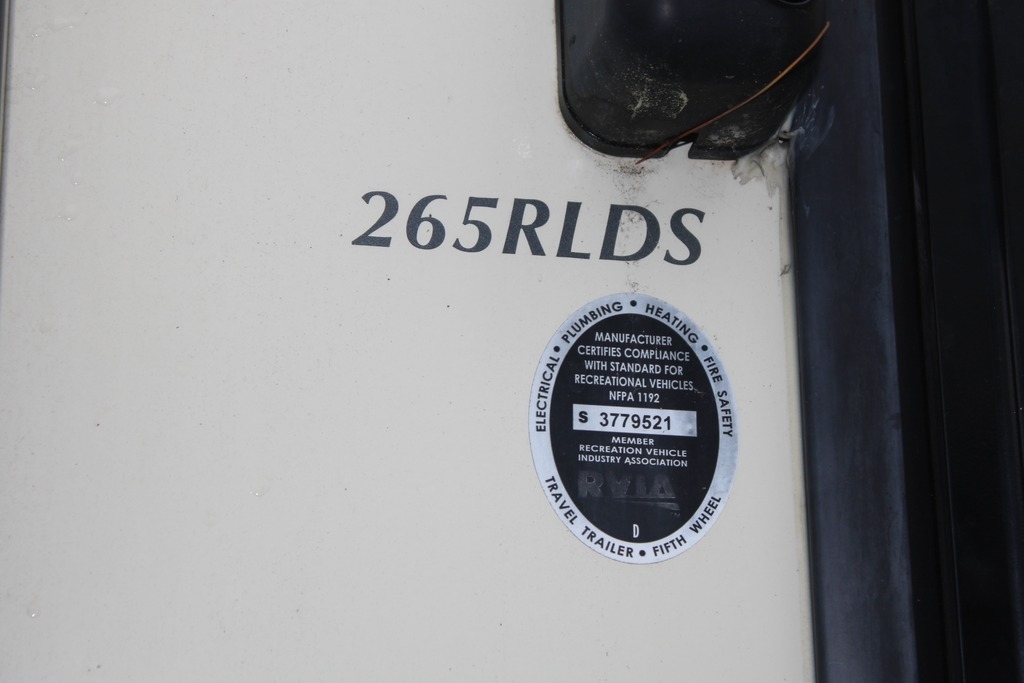 265RLDS
ELECTRICAL • PLUMBING • HEATING • FIRE SAFETY
MANUFACTURER
CERTIFIES COMPLIANCE
WITH STANDARD FOR
RECREATIONAL VEHICLES
NFPA 1192
S 3779521
MEMBER
RECREATION VEHICLE
INDUSTRY ASSOCIATION
RVIA
D
TRAVEL TRAILER • FIFTH WHEEL